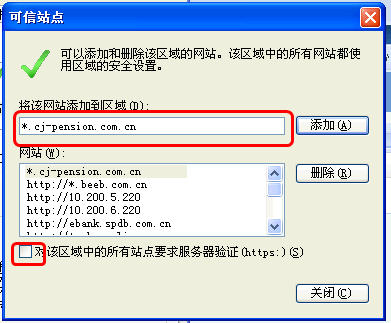 可信站点
可以添加和删除该区域的网站。该区域中的所有网站都使
用区域的安全设置。
将该网站添加到区域(D):
*.cj-pension.com.cn
添加(A)
网站(W):
*.cj-pension.com.cn
http://*.beeb.com.cn
http://10.200.5.220
http://10.200.6.220
http://ebank.spdb.com.cn
删除(R)
对该区域中的所有站点要求服务器验证(https:)(S)
关闭(C)